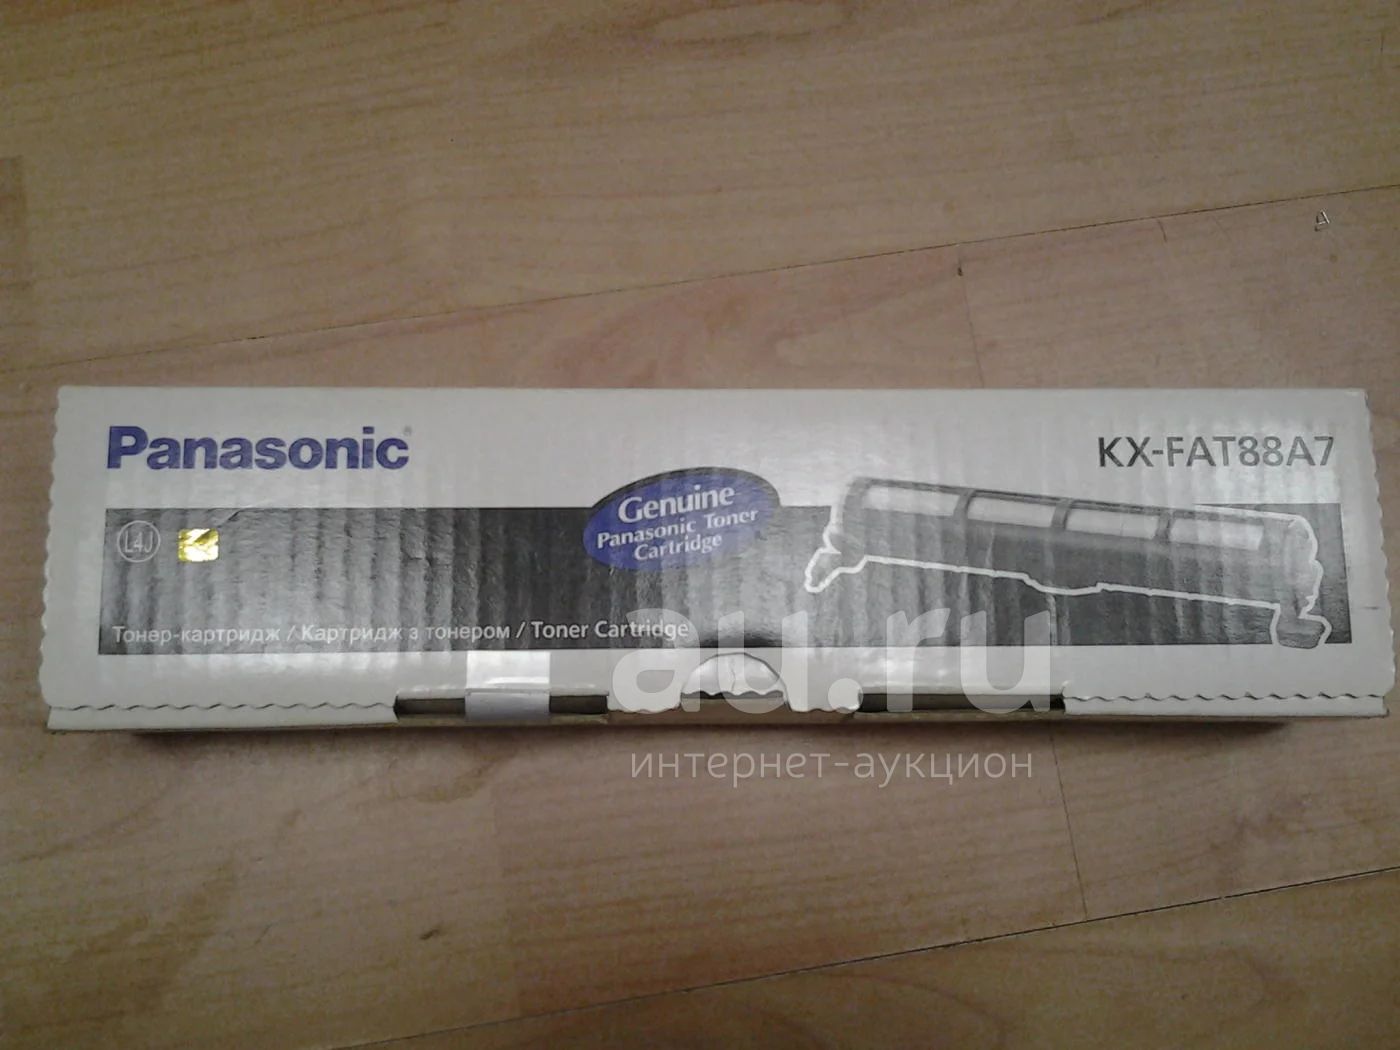 Panasonic®
KX-FAT88A7
Genuine
Panasonic Toner
Cartridge
L4J
Тонер-картридж / Картридж з тонером / Toner Cartridge
au.ru
интернет-аукцион